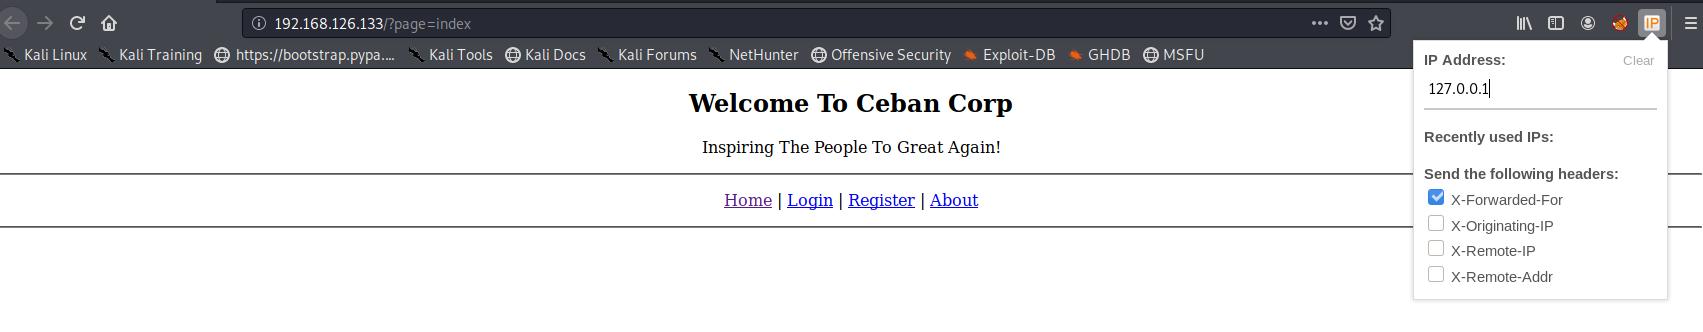 192.168.126.133/?page=index
IP
Kali Linux Kali Training https://bootstrap.pypa.... Kali Tools Kali Docs Kali Forums NetHunter Offensive Security Exploit-DB GHDB MSFU
Welcome To Ceban Corp
Inspiring The People To Great Again!
Home | Login | Register | About
IP Address: Clear
127.0.0.1
Recently used IPs:
Send the following headers:
X-Forwarded-For
X-Originating-IP
X-Remote-IP
X-Remote-Addr